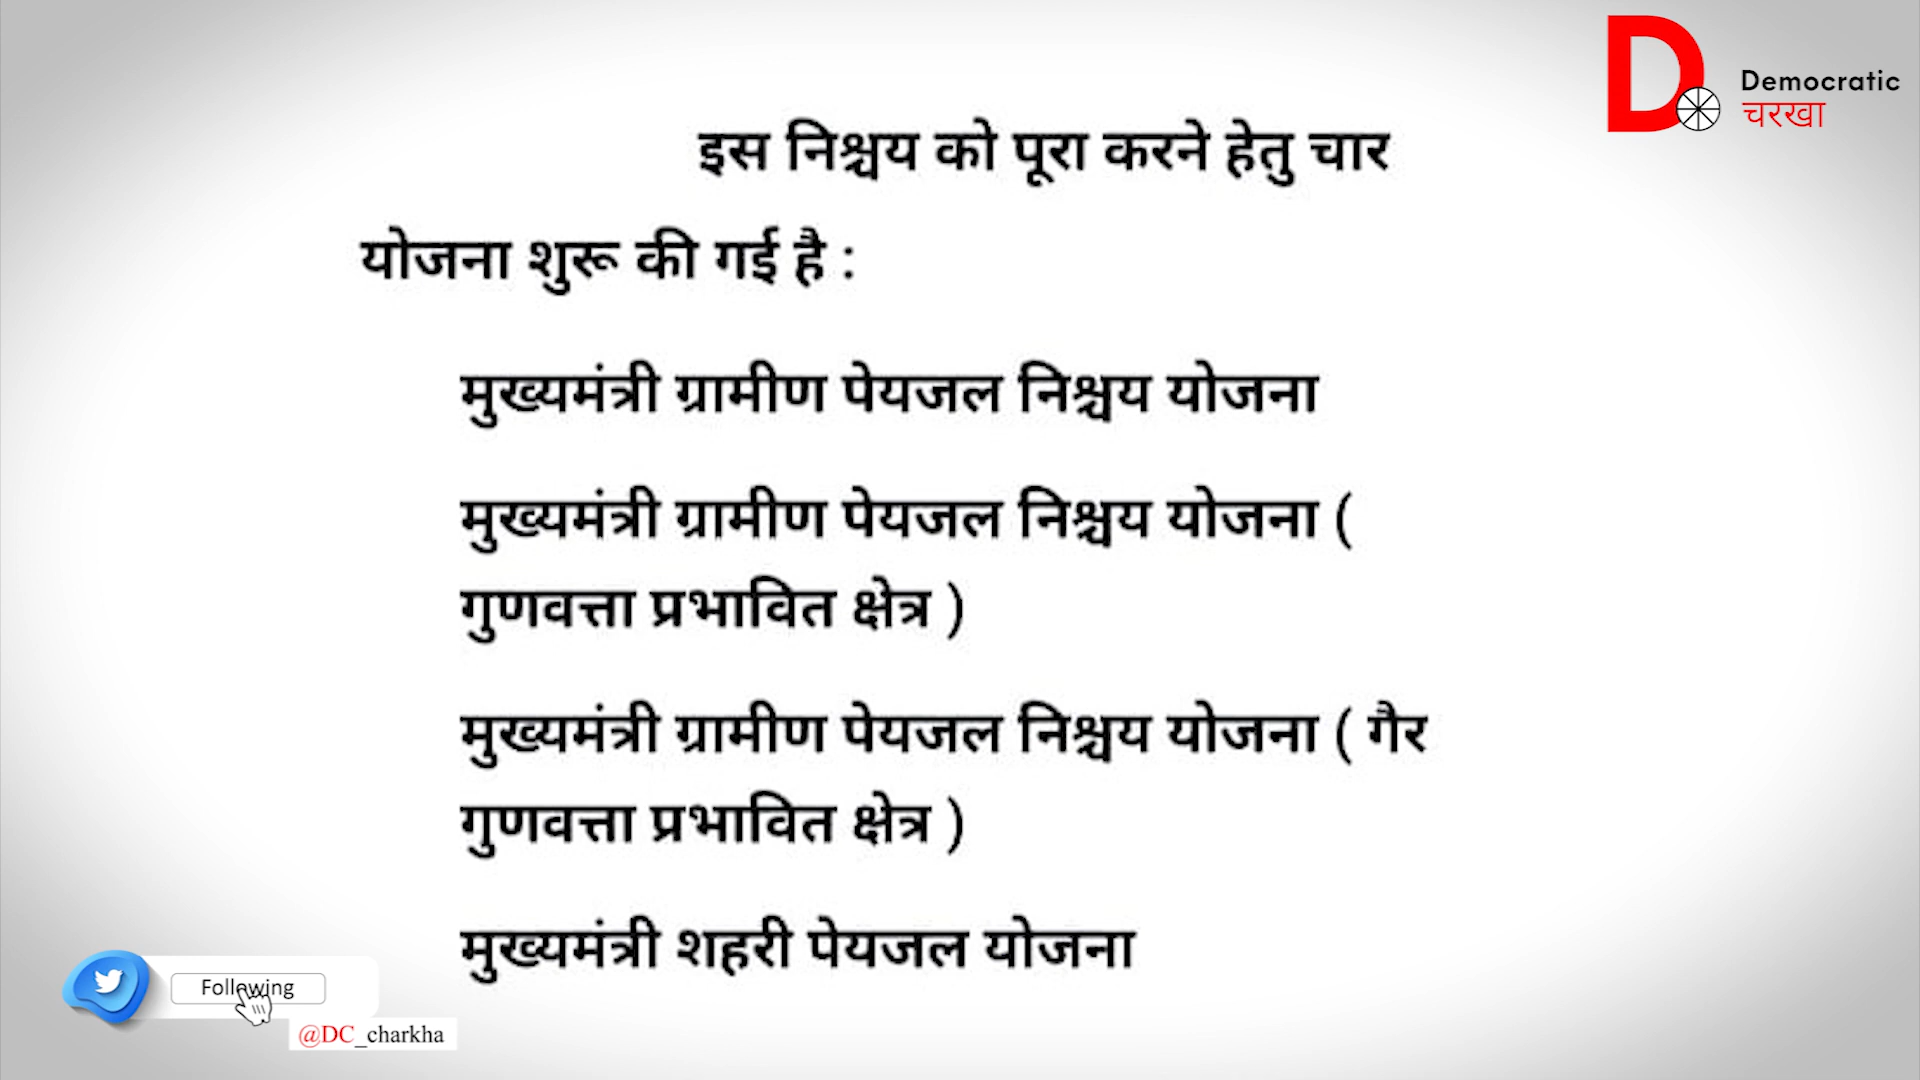 Democratic
चरखा
इस निश्चय को पूरा करने हेतु चार
योजना शुरू की गई है :
मुख्यमंत्री ग्रामीण पेयजल निश्चय योजना
मुख्यमंत्री ग्रामीण पेयजल निश्चय योजना (
गुणवत्ता प्रभावित क्षेत्र )
मुख्यमंत्री ग्रामीण पेयजल निश्चय योजना ( गैर
गुणवत्ता प्रभावित क्षेत्र )
मुख्यमंत्री शहरी पेयजल योजना
Following
@DC_charkha